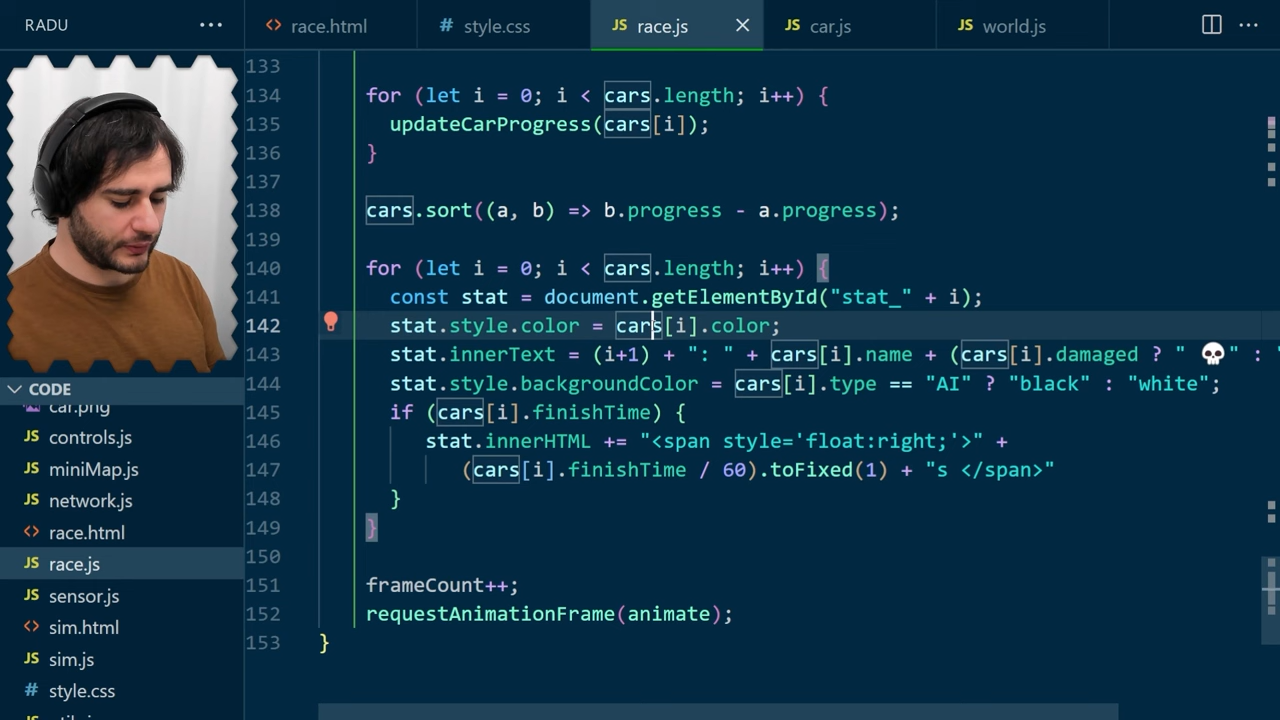 RADU
race.html
style.css
race.js
car.js
world.js
133
134 for (let i = 0; i < cars.length; i++) {
135 updateCarProgress(cars[i]);
136 }
137
138 cars.sort((a, b) => b.progress - a.progress);
139
140 for (let i = 0; i < cars.length; i++) {
141 const stat = document.getElementById("stat_" + i);
142 stat.style.color = cars[i].color;
143 stat.innerText = (i+1) + ": " + cars[i].name + (cars[i].damaged ? " 💀" : "
144 stat.style.backgroundColor = cars[i].type == "AI" ? "black" : "white";
145 if (cars[i].finishTime) {
146 stat.innerHTML += "<span style='float:right;'>" +
147 (cars[i].finishTime / 60).toFixed(1) + "s </span>"
148 }
149 }
150
151 frameCount++;
152 requestAnimationFrame(animate);
153 }
CODE
car.png
controls.js
miniMap.js
network.js
race.html
race.js
sensor.js
sim.html
sim.js
style.css